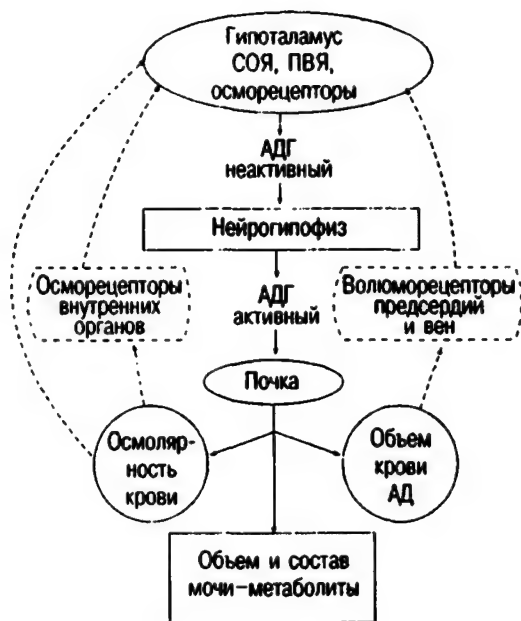 Гипоталамус
СОЯ, ПВЯ,
осморецепторы
АДГ
неактивный
Нейрогипофиз
Осморецепторы
внутренних
органов
АДГ
активный
Волюморецепторы
предсердий
и вен
Почка
Осмоляр-
ность
крови
Объем
крови
АД
Объем и состав
мочи-метаболиты